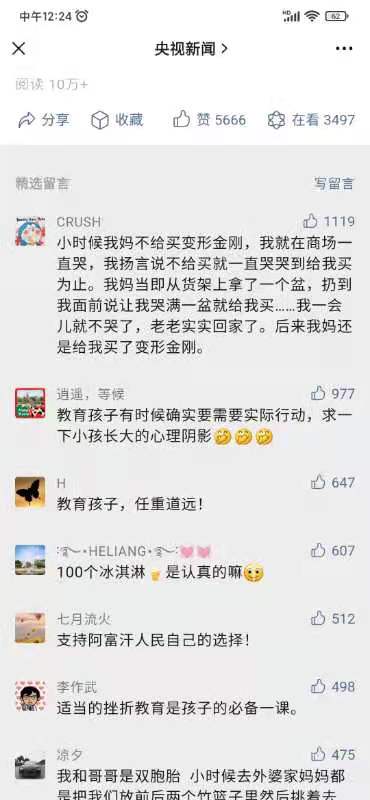 中午12:24
HD
62
央视新闻
阅读 10万+
分享
收藏
赞 5666
在看 3497
精选留言
写留言
CRUSH
1119
小时候我妈不给买变形金刚，我就在商场一
直哭，我扬言说不给买就一直哭哭到给我买
为止。我妈当即从货架上拿了一个盆，扔到
我面前说让我哭满一盆就给我买……我一会
儿就不哭了，老老实实回家了。后来我妈还
是给我买了变形金刚。
逍遥，等候
977
教育孩子有时候确实要需要实际行动，求一
下小孩长大的心理阴影🤣🤣🤣
H
647
教育孩子，任重道远！
HELIANG
607
100个冰淇淋🍦是认真的嘛
七月流火
512
支持阿富汗人民自己的选择！
李作武
498
适当的挫折教育是孩子的必备一课。
凉夕
475
我和哥哥是双胞胎 小时候去外婆家妈妈都
是把我们放前后两个竹篮子里然后挑着去